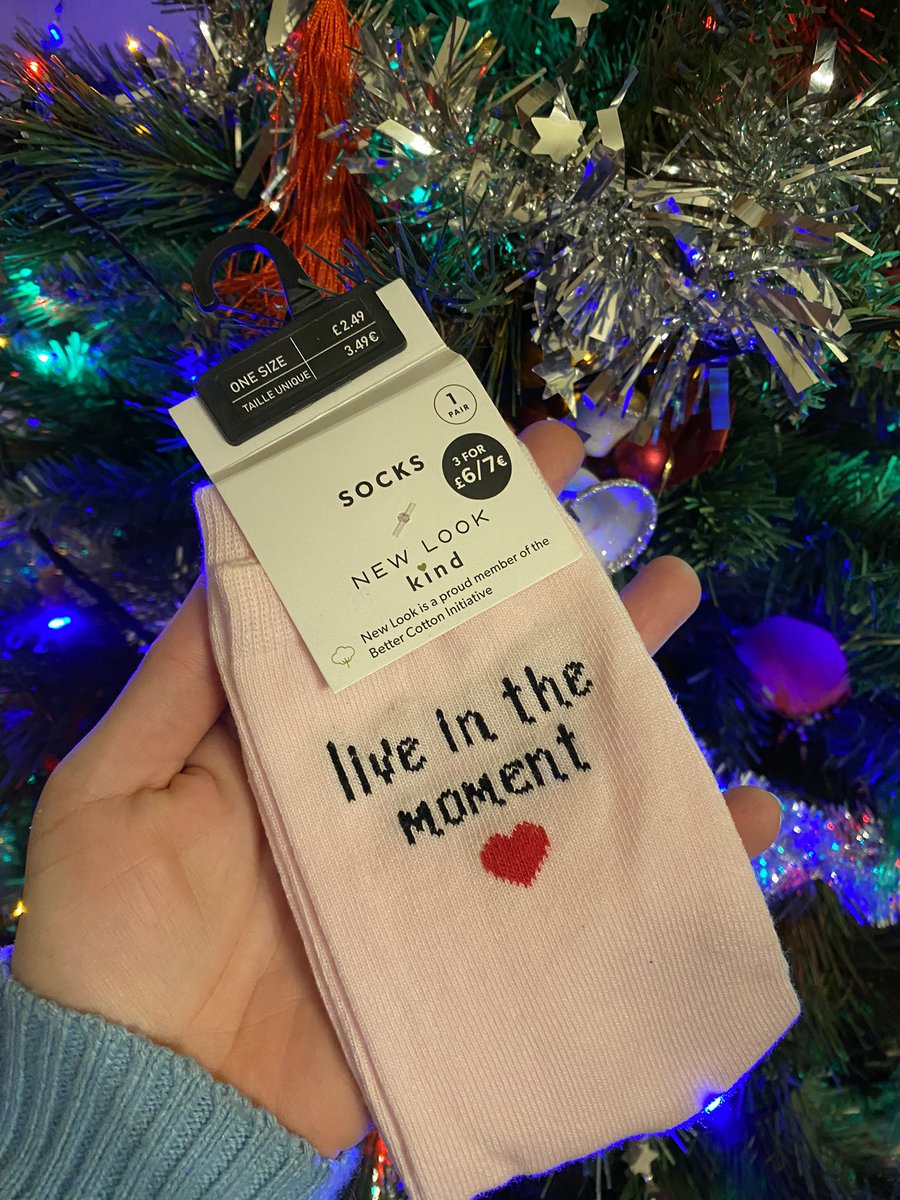 ONE SIZE £2.49
TAILLE UNIQUE 3.49€
1
PAIR
3 FOR
£6/7€
SOCKS
NEW LOOK
kind
New Look is a proud member of the
Better Cotton Initiative
live in the
moment